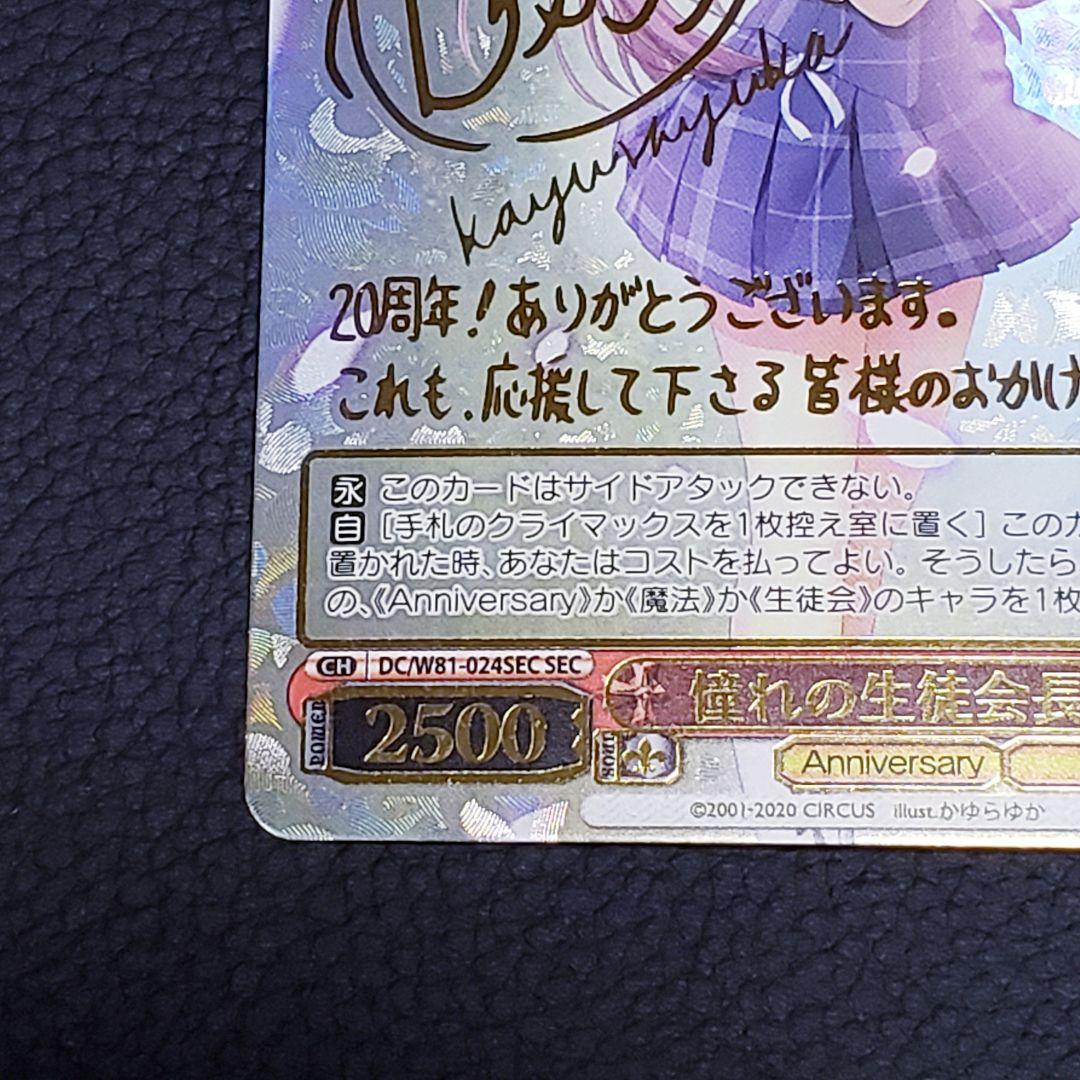 kayurayuka
20周年!ありがとうございます。
これも、応援して下さる皆様のおかげ
永 このカードはサイドアタックできない。
自 [手札のクライマックスを1枚控え室に置く] このカ
置かれた時、あなたはコストを払ってよい。そうしたら
の、《Anniversary》か《魔法》か《生徒会》のキャラを1枚
CH DC/W81-024SEC SEC
憧れの生徒会長
POWER 2500 SOUL
Anniversary
©2001-2020 CIRCUS illust.かゆらゆか